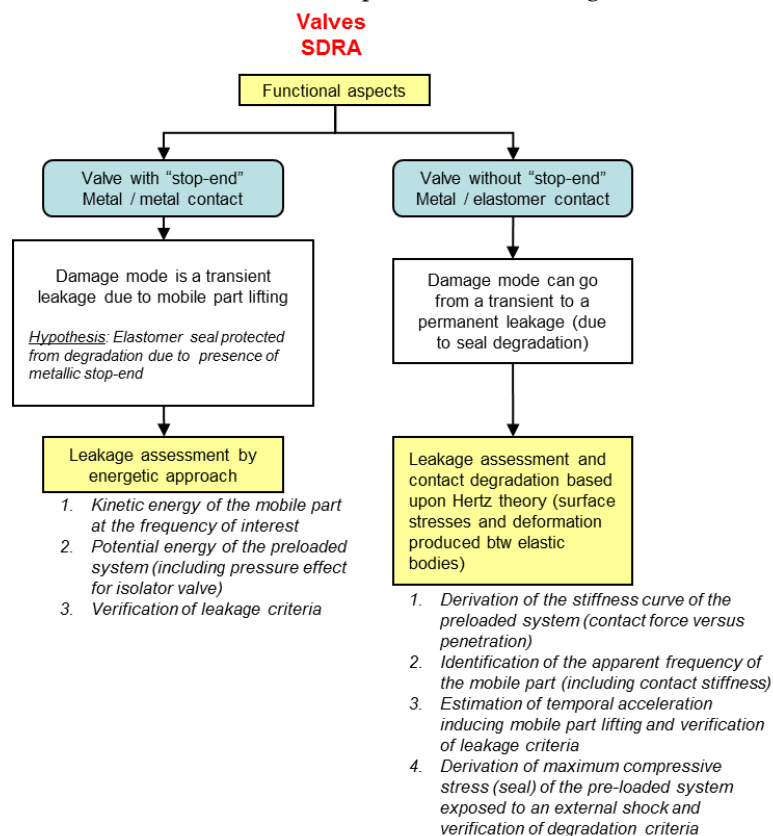 Valves
SDRA
Functional aspects
Valve with “stop-end”
Metal / metal contact
Valve without “stop-end”
Metal / elastomer contact
Damage mode is a transient
leakage due to mobile part lifting
Hypothesis: Elastomer seal protected
from degradation due to presence of
metallic stop-end
Damage mode can go
from a transient to a
permanent leakage (due
to seal degradation)
Leakage assessment by
energetic approach
1. Kinetic energy of the mobile part
at the frequency of interest
2. Potential energy of the preloaded
system (including pressure effect
for isolator valve)
3. Verification of leakage criteria
Leakage assessment and
contact degradation based
upon Hertz theory (surface
stresses and deformation
produced btw elastic
bodies)
1. Derivation of the stiffness curve of the
preloaded system (contact force versus
penetration)
2. Identification of the apparent frequency of
the mobile part (including contact stiffness)
3. Estimation of temporal acceleration
inducing mobile part lifting and verification
of leakage criteria
4. Derivation of maximum compressive
stress (seal) of the pre-loaded system
exposed to an external shock and
verification of degradation criteria